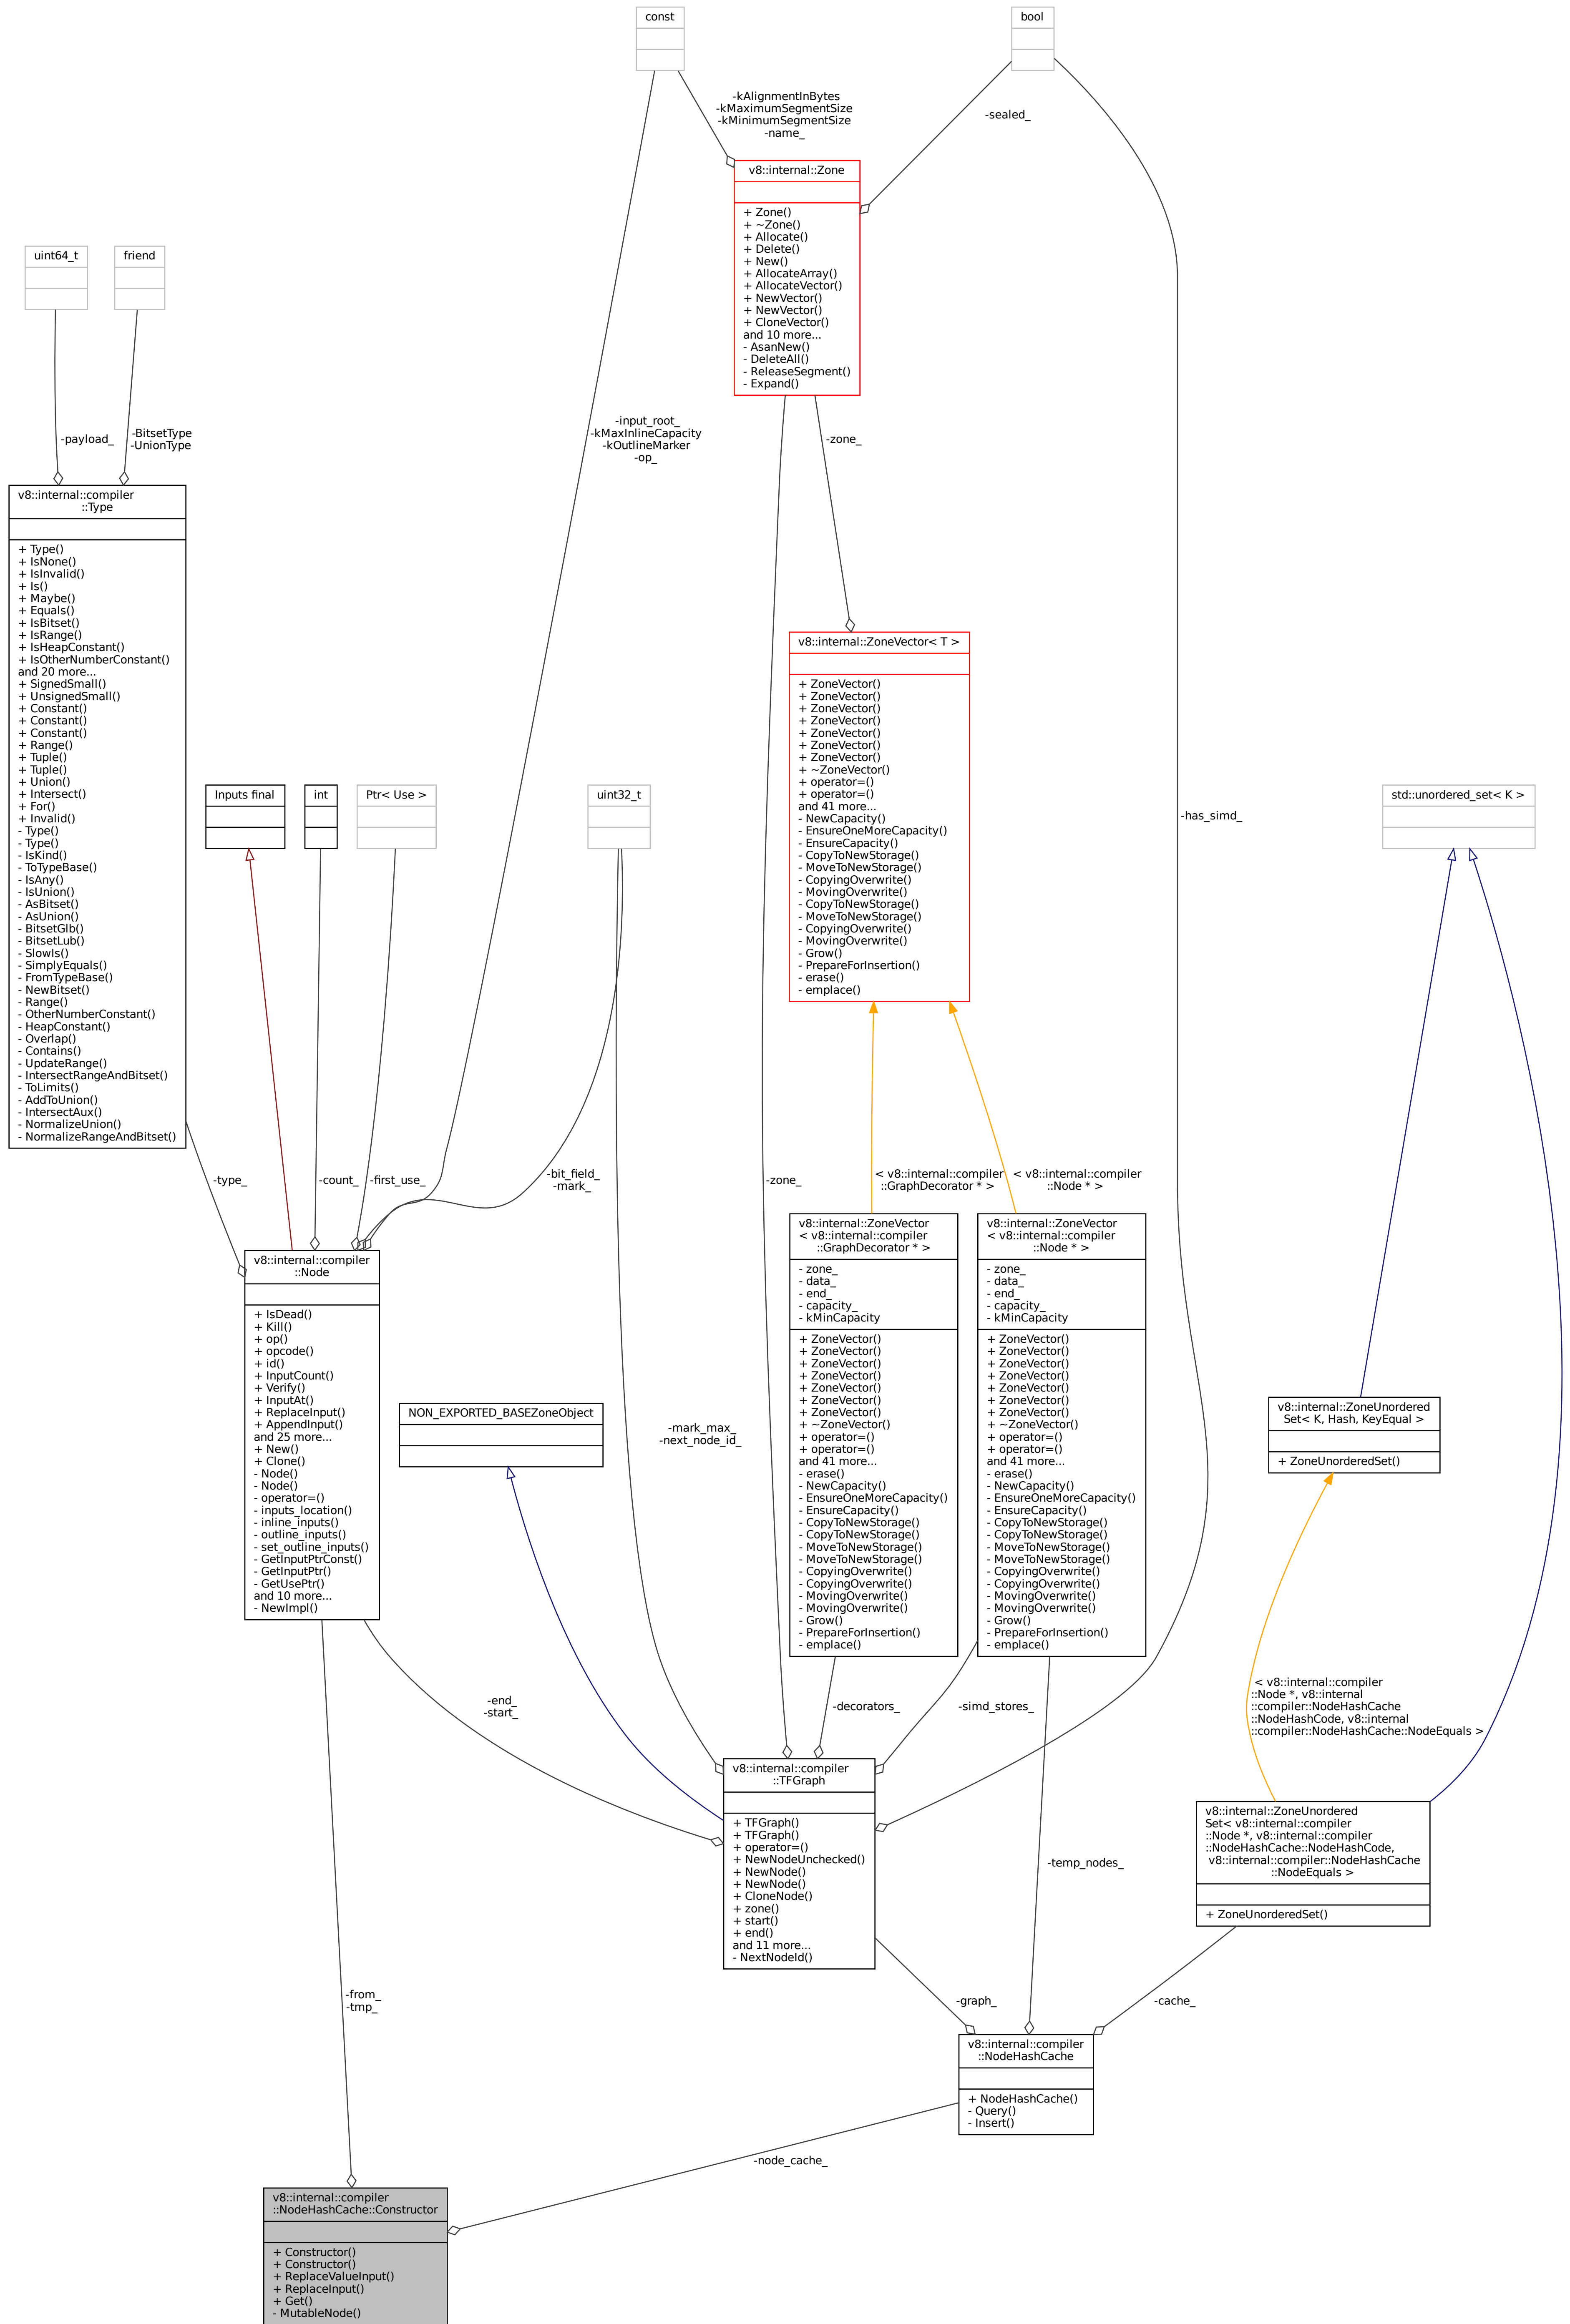 const
bool
-kAlignmentInBytes
-kMaximumSegmentSize
-kMinimumSegmentSize
-name_
-sealed_
v8::internal::Zone
+ Zone()
+ ~Zone()
+ Allocate()
+ Delete()
+ New()
+ AllocateArray()
+ AllocateVector()
+ NewVector()
+ NewVector()
+ CloneVector()
and 10 more...
- AsanNew()
- DeleteAll()
- ReleaseSegment()
- Expand()
uint64_t
friend
-payload_
-BitsetType
-UnionType
-input_root_
-kMaxInlineCapacity
-kOutlineMarker
-op_
-zone_
v8::internal::compiler
::Type
+ Type()
+ IsNone()
+ IsInvalid()
+ Is()
+ Maybe()
+ Equals()
+ IsBitset()
+ IsRange()
+ IsHeapConstant()
+ IsOtherNumberConstant()
and 20 more...
+ SignedSmall()
+ UnsignedSmall()
+ Constant()
+ Constant()
+ Constant()
+ Range()
+ Tuple()
+ Tuple()
+ Union()
+ Intersect()
+ For()
+ Invalid()
- Type()
- Type()
- IsKind()
- ToTypeBase()
- IsAny()
- IsUnion()
- AsBitset()
- AsUnion()
- BitsetGlb()
- BitsetLub()
- SlowIs()
- SimplyEquals()
- FromTypeBase()
- NewBitset()
- Range()
- OtherNumberConstant()
- HeapConstant()
- Overlap()
- Contains()
- UpdateRange()
- IntersectRangeAndBitset()
- ToLimits()
- AddToUnion()
- IntersectAux()
- NormalizeUnion()
- NormalizeRangeAndBitset()
v8::internal::ZoneVector< T >
+ ZoneVector()
+ ZoneVector()
+ ZoneVector()
+ ZoneVector()
+ ZoneVector()
+ ZoneVector()
+ ZoneVector()
+ ~ZoneVector()
+ operator=()
+ operator=()
and 41 more...
- NewCapacity()
- EnsureOneMoreCapacity()
- EnsureCapacity()
- CopyToNewStorage()
- MoveToNewStorage()
- CopyingOverwrite()
- MovingOverwrite()
- CopyToNewStorage()
- MoveToNewStorage()
- CopyingOverwrite()
- MovingOverwrite()
- Grow()
- PrepareForInsertion()
- erase()
- emplace()
Inputs final
int
Ptr< Use >
uint32_t
std::unordered_set< K >
-has_simd_
-type_
-count_
-first_use_
-bit_field_
-mark_
-zone_
< v8::internal::compiler
::GraphDecorator * >
< v8::internal::compiler
::Node * >
v8::internal::compiler
::Node
+ IsDead()
+ Kill()
+ op()
+ opcode()
+ id()
+ InputCount()
+ Verify()
+ InputAt()
+ ReplaceInput()
+ AppendInput()
and 25 more...
+ New()
+ Clone()
- Node()
- Node()
- operator=()
- inputs_location()
- inline_inputs()
- outline_inputs()
- set_outline_inputs()
- GetInputPtrConst()
- GetInputPtr()
- GetUsePtr()
and 10 more...
- NewImpl()
NON_EXPORTED_BASEZoneObject
-mark_max_
-next_node_id_
v8::internal::ZoneVector
< v8::internal::compiler
::GraphDecorator * >
- zone_
- data_
- end_
- capacity_
- kMinCapacity
+ ZoneVector()
+ ZoneVector()
+ ZoneVector()
+ ZoneVector()
+ ZoneVector()
+ ZoneVector()
+ ZoneVector()
+ ~ZoneVector()
+ operator=()
+ operator=()
and 41 more...
- erase()
- NewCapacity()
- EnsureOneMoreCapacity()
- EnsureCapacity()
- CopyToNewStorage()
- CopyToNewStorage()
- MoveToNewStorage()
- MoveToNewStorage()
- CopyingOverwrite()
- CopyingOverwrite()
- MovingOverwrite()
- MovingOverwrite()
- Grow()
- PrepareForInsertion()
- emplace()
v8::internal::ZoneVector
< v8::internal::compiler
::Node * >
- zone_
- data_
- end_
- capacity_
- kMinCapacity
+ ZoneVector()
+ ZoneVector()
+ ZoneVector()
+ ZoneVector()
+ ZoneVector()
+ ZoneVector()
+ ZoneVector()
+ ~ZoneVector()
+ operator=()
+ operator=()
and 41 more...
- erase()
- NewCapacity()
- EnsureOneMoreCapacity()
- EnsureCapacity()
- CopyToNewStorage()
- CopyToNewStorage()
- MoveToNewStorage()
- MoveToNewStorage()
- CopyingOverwrite()
- CopyingOverwrite()
- MovingOverwrite()
- MovingOverwrite()
- Grow()
- PrepareForInsertion()
- emplace()
v8::internal::ZoneUnordered
Set< K, Hash, KeyEqual >
+ ZoneUnorderedSet()
-end_
-start_
-decorators_
-simd_stores_
< v8::internal::compiler
::Node *, v8::internal
::compiler::NodeHashCache
::NodeHashCode, v8::internal
::compiler::NodeHashCache::NodeEquals >
v8::internal::compiler
::TFGraph
+ TFGraph()
+ TFGraph()
+ operator=()
+ NewNodeUnchecked()
+ NewNode()
+ NewNode()
+ CloneNode()
+ zone()
+ start()
+ end()
and 11 more...
- NextNodeId()
-temp_nodes_
v8::internal::ZoneUnordered
Set< v8::internal::compiler
::Node *, v8::internal::compiler
::NodeHashCache::NodeHashCode,
v8::internal::compiler::NodeHashCache
::NodeEquals >
+ ZoneUnorderedSet()
-from_
-tmp_
-graph_
-cache_
v8::internal::compiler
::NodeHashCache
+ NodeHashCache()
- Query()
- Insert()
-node_cache_
v8::internal::compiler
::NodeHashCache::Constructor
+ Constructor()
+ Constructor()
+ ReplaceValueInput()
+ ReplaceInput()
+ Get()
- MutableNode()